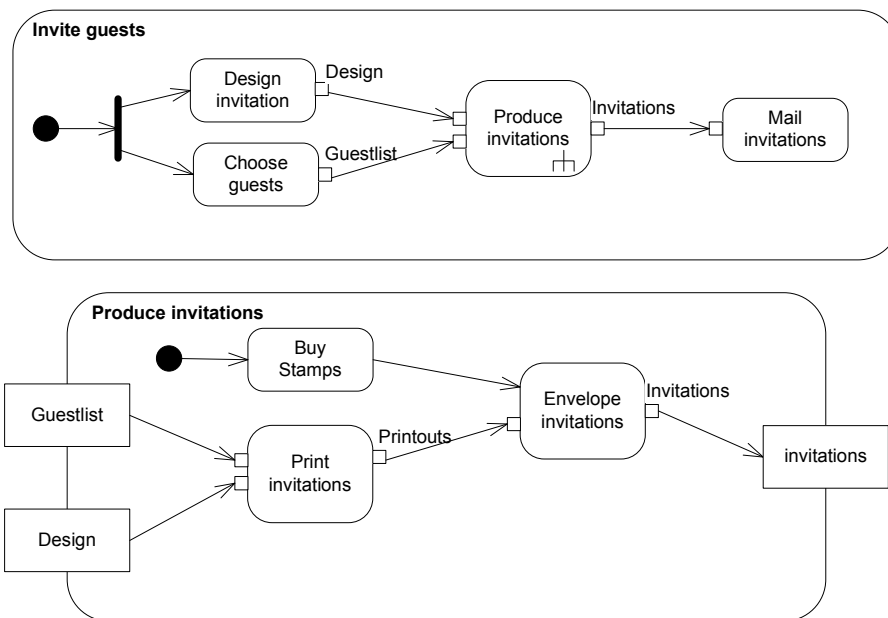 Invite guests
Design
invitation
Design
Choose
guests
Guestlist
Produce
invitations
Invitations
Mail
invitations
Produce invitations
Buy
Stamps
Guestlist
Design
Print
invitations
Printouts
Envelope
invitations
Invitations
invitations